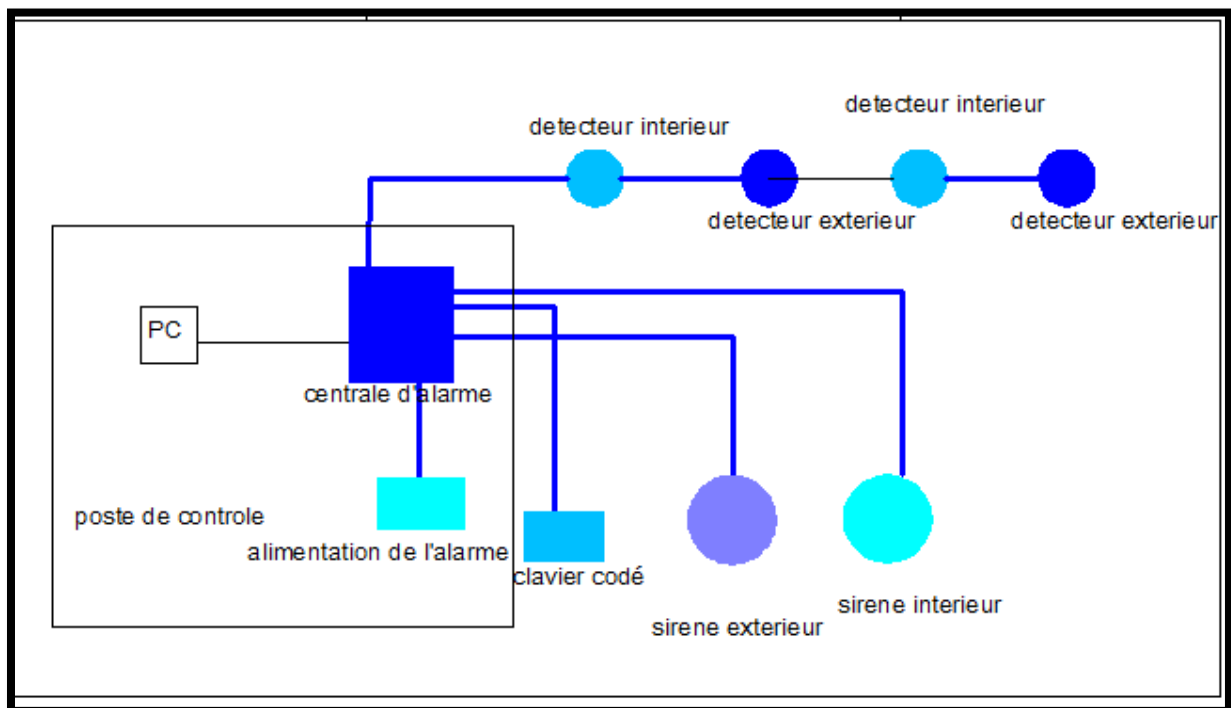 detecteur interieur
detecteur interieur
detecteur exterieur
detecteur exterieur
PC
centrale d'alarme
poste de controle
alimentation de l'alarme
clavier codé
sirene exterieur
sirene interieur